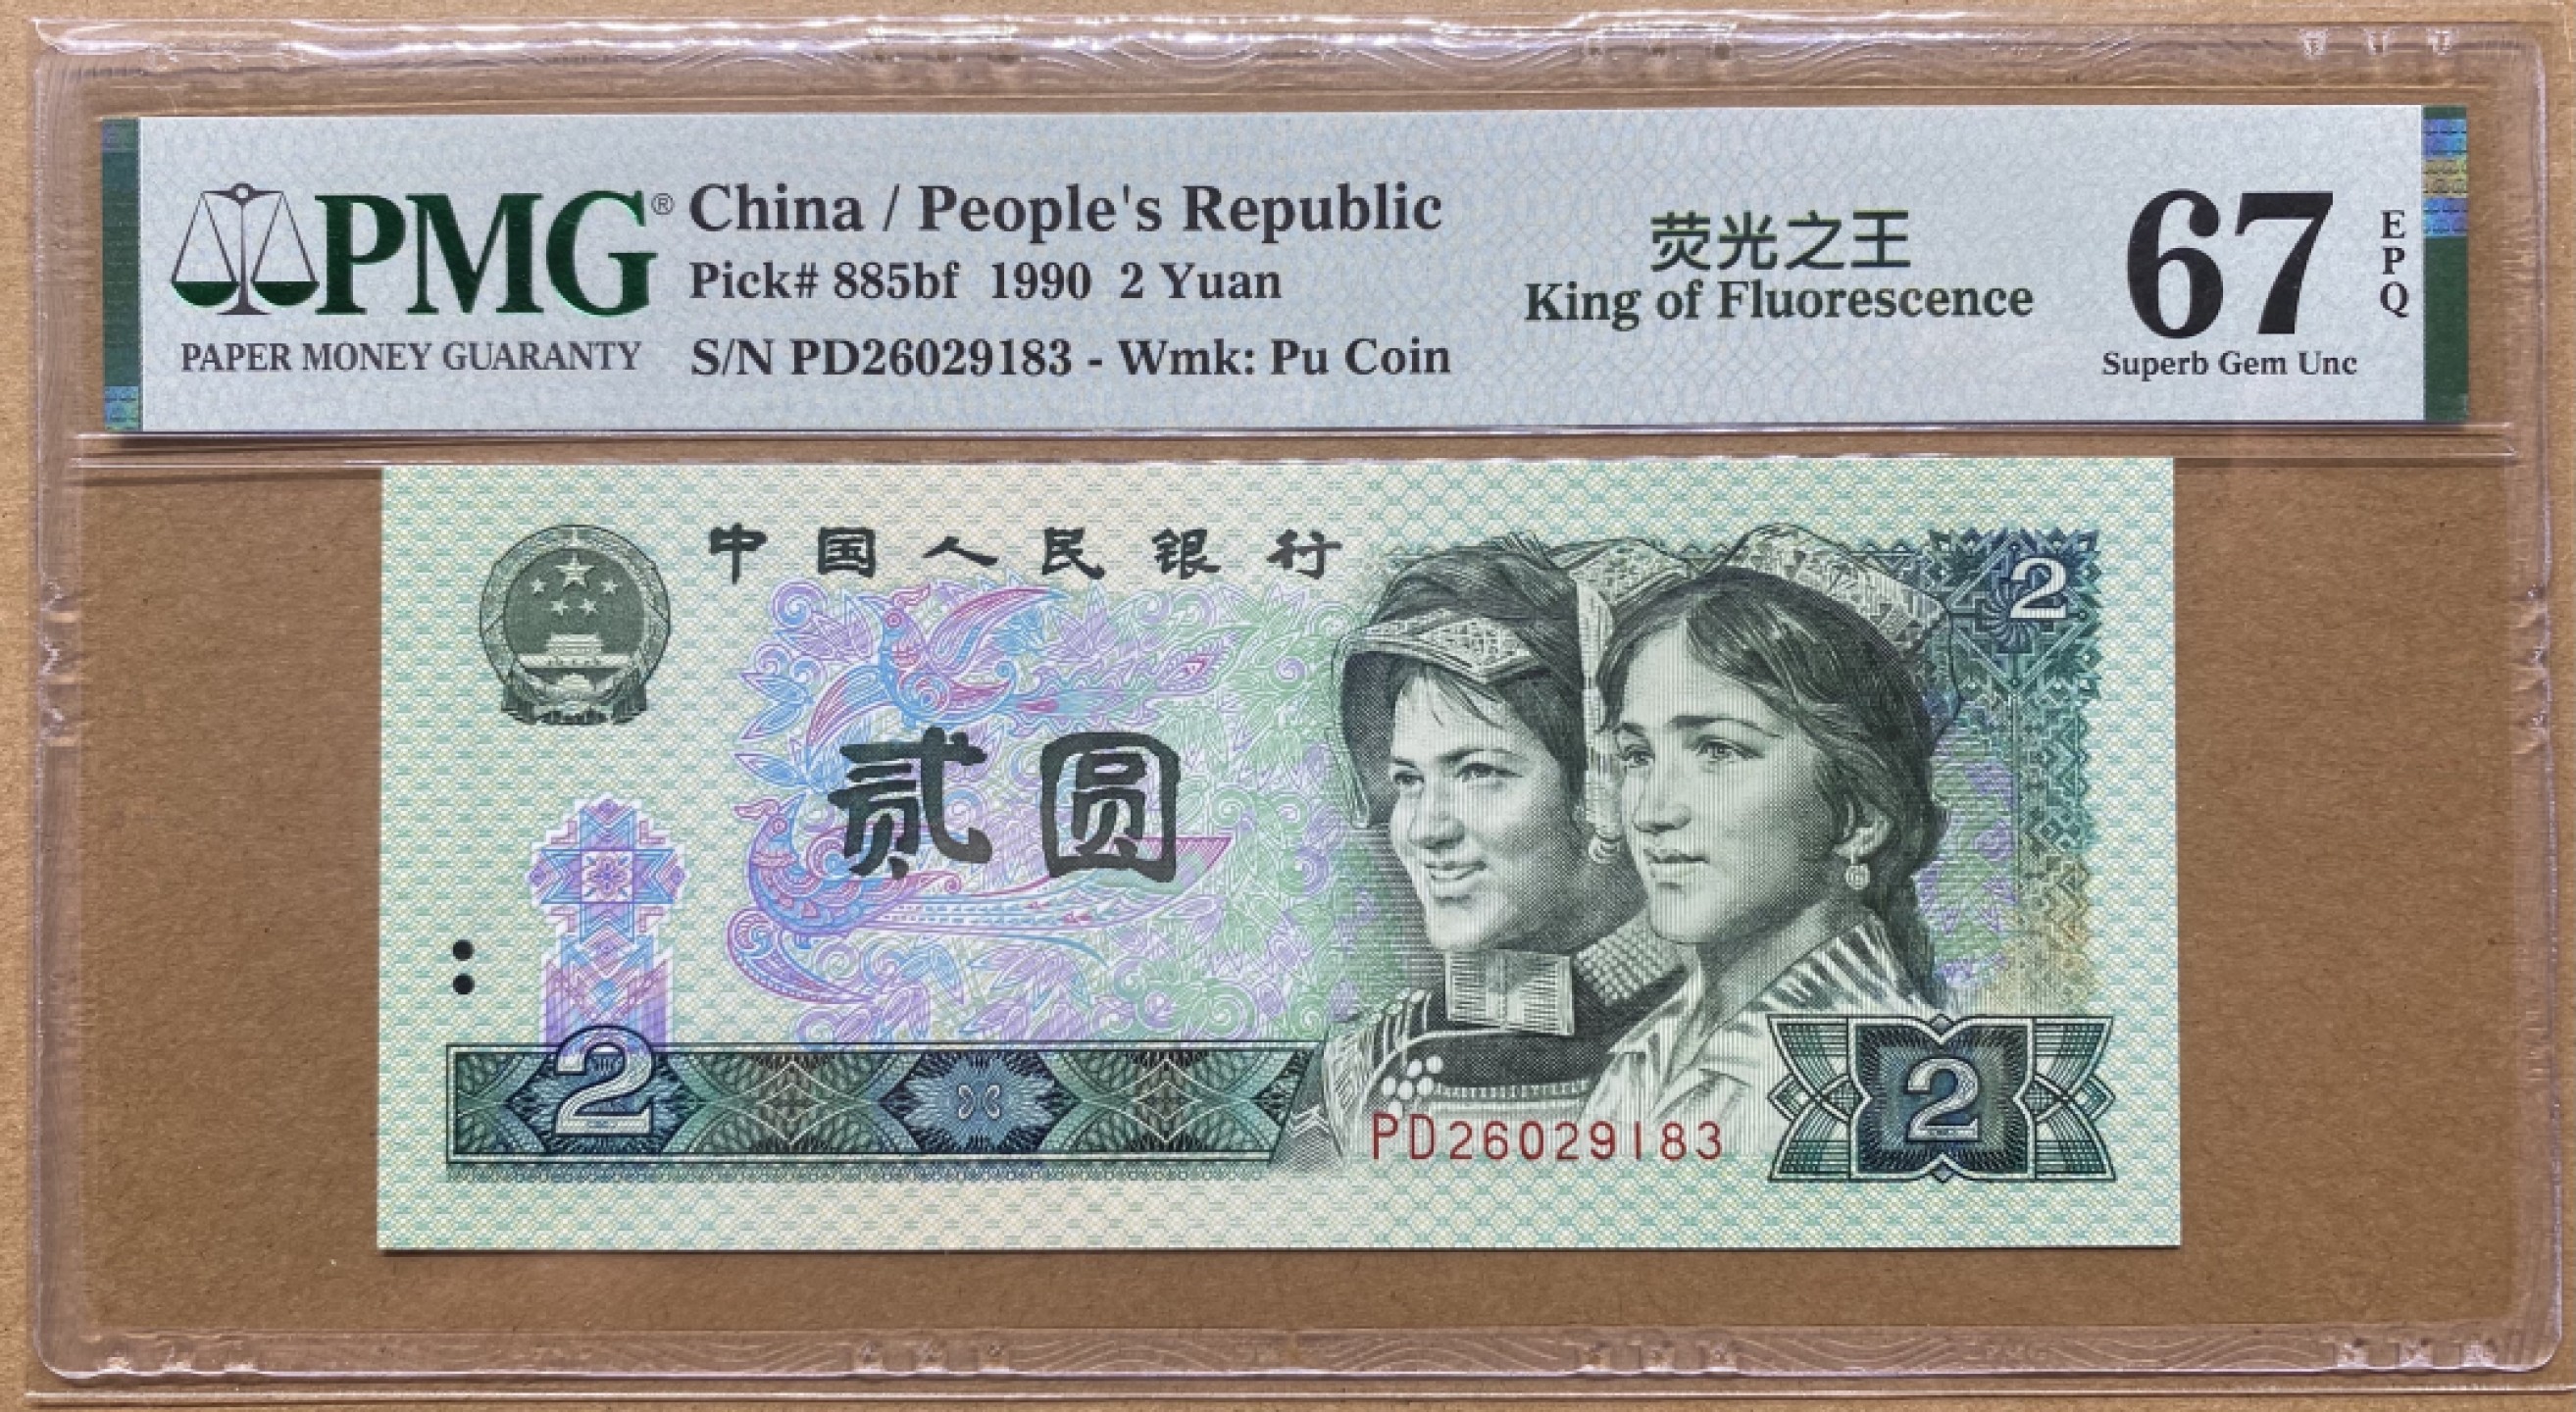 PMG®
PAPER MONEY GUARANTY
China / People's Republic
Pick# 885bf 1990 2 Yuan
S/N PD26029183 - Wmk: Pu Coin
荧光之王
King of Fluorescence
67
EPQ
Superb Gem Unc
中国人民银行
2
贰圆
2
PD26029183
2